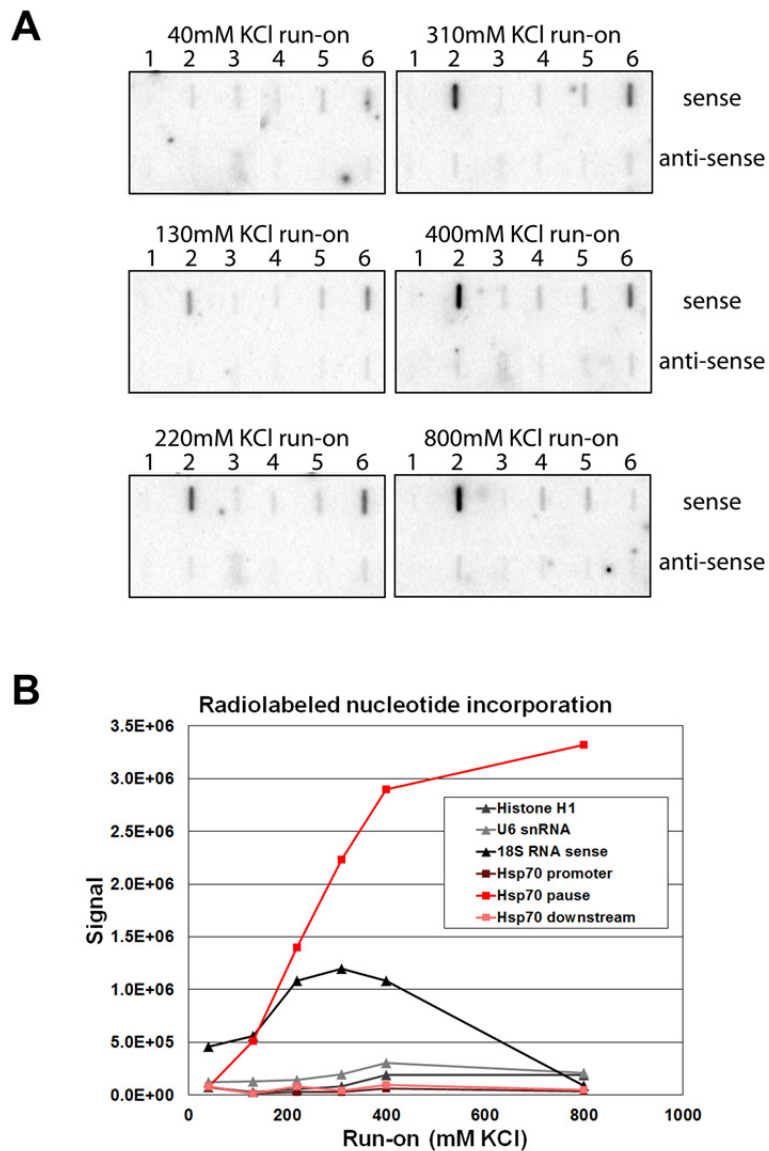 A
40mM KCl run-on 310mM KCl run-on
1 2 3 4 5 6 1 2 3 4 5 6
sense
anti-sense
130mM KCl run-on 400mM KCl run-on
1 2 3 4 5 6 1 2 3 4 5 6
sense
anti-sense
220mM KCl run-on 800mM KCl run-on
1 2 3 4 5 6 1 2 3 4 5 6
sense
anti-sense
B
Radiolabeled nucleotide incorporation
3.5E+06
3.0E+06
2.5E+06
2.0E+06
1.5E+06
1.0E+06
5.0E+05
0.0E+00
Signal
Histone H1
U6 snRNA
18S RNA sense
Hsp70 promoter
Hsp70 pause
Hsp70 downstream
0 200 400 600 800 1000
Run-on (mM KCl)